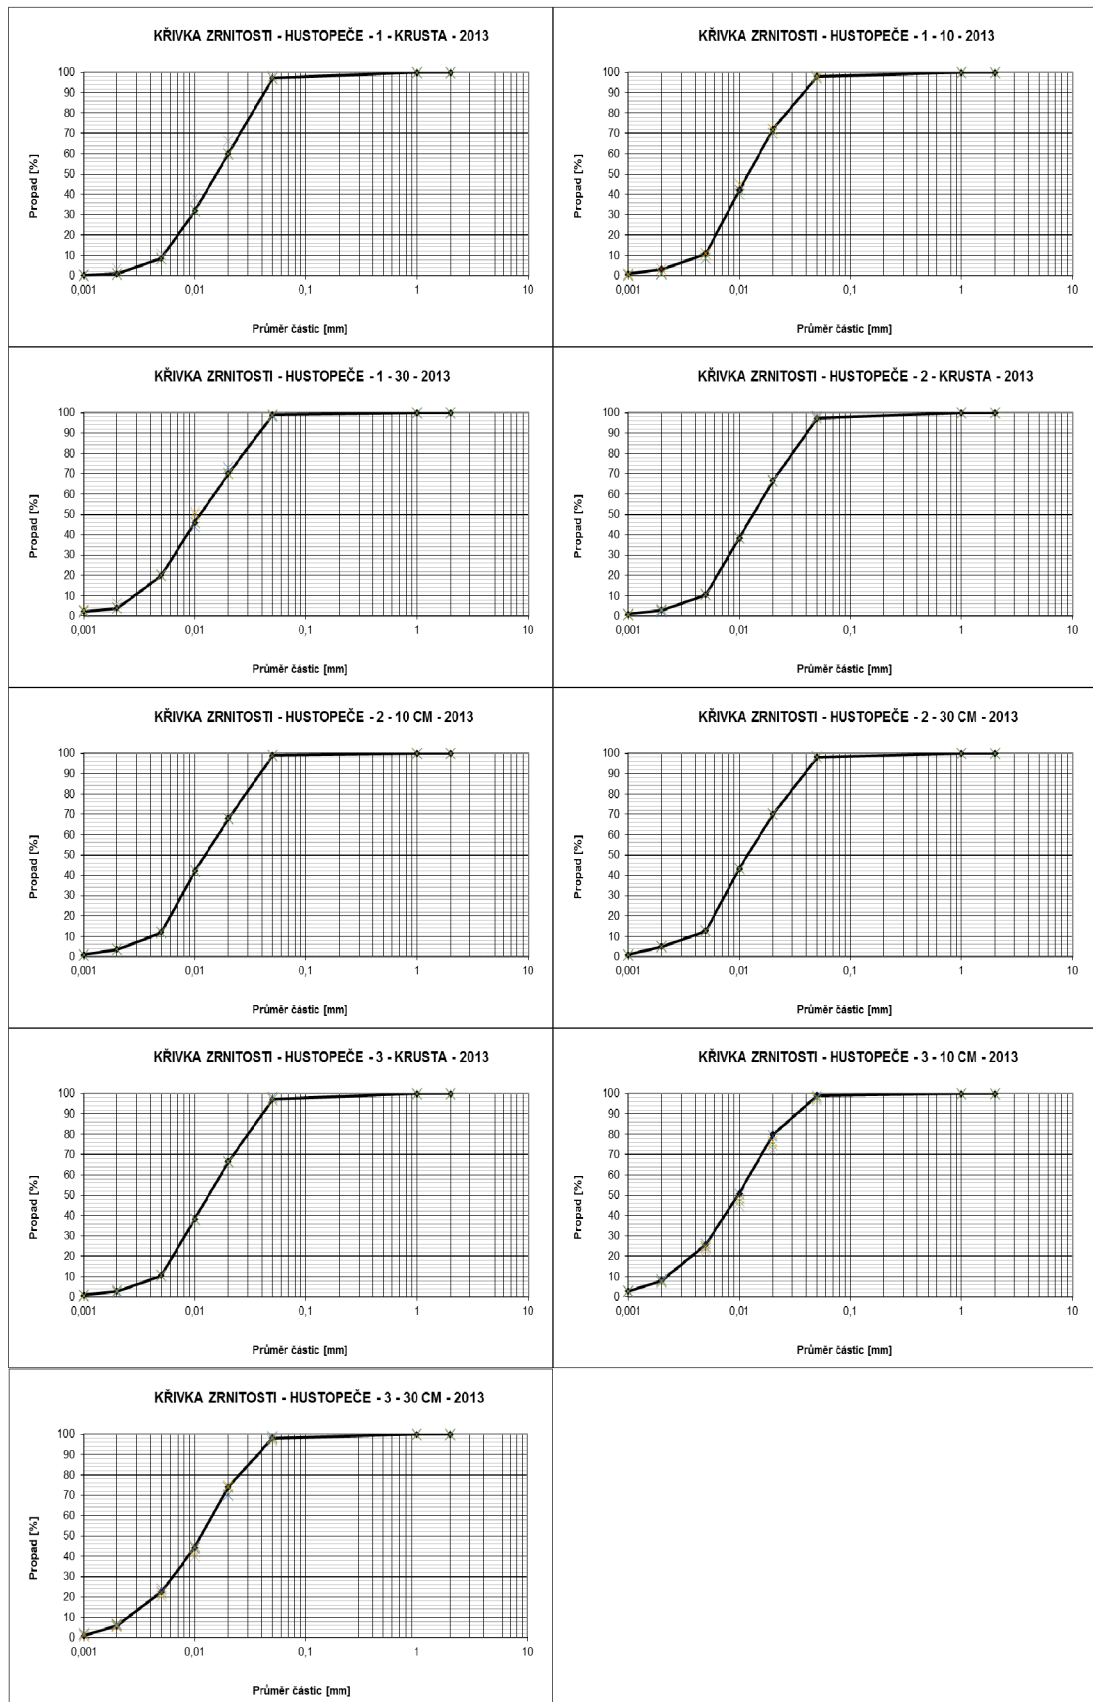 KŘIVKA ZRNITOSTI - HUSTOPEČE - 1 - KRUSTA - 2013
Propad [%]
100
90
80
70
60
50
40
30
20
10
0
0,001 0,01 0,1 1 10
Průměr částic [mm]
KŘIVKA ZRNITOSTI - HUSTOPEČE - 1 - 10 - 2013
Propad [%]
100
90
80
70
60
50
40
30
20
10
0
0,001 0,01 0,1 1 10
Průměr částic [mm]
KŘIVKA ZRNITOSTI - HUSTOPEČE - 1 - 30 - 2013
Propad [%]
100
90
80
70
60
50
40
30
20
10
0
0,001 0,01 0,1 1 10
Průměr částic [mm]
KŘIVKA ZRNITOSTI - HUSTOPEČE - 2 - KRUSTA - 2013
Propad [%]
100
90
80
70
60
50
40
30
20
10
0
0,001 0,01 0,1 1 10
Průměr částic [mm]
KŘIVKA ZRNITOSTI - HUSTOPEČE - 2 - 10 CM - 2013
Propad [%]
100
90
80
70
60
50
40
30
20
10
0
0,001 0,01 0,1 1 10
Průměr částic [mm]
KŘIVKA ZRNITOSTI - HUSTOPEČE - 2 - 30 CM - 2013
Propad [%]
100
90
80
70
60
50
40
30
20
10
0
0,001 0,01 0,1 1 10
Průměr částic [mm]
KŘIVKA ZRNITOSTI - HUSTOPEČE - 3 - KRUSTA - 2013
Propad [%]
100
90
80
70
60
50
40
30
20
10
0
0,001 0,01 0,1 1 10
Průměr částic [mm]
KŘIVKA ZRNITOSTI - HUSTOPEČE - 3 - 10 CM - 2013
Propad [%]
100
90
80
70
60
50
40
30
20
10
0
0,001 0,01 0,1 1 10
Průměr částic [mm]
KŘIVKA ZRNITOSTI - HUSTOPEČE - 3 - 30 CM - 2013
Propad [%]
100
90
80
70
60
50
40
30
20
10
0
0,001 0,01 0,1 1 10
Průměr částic [mm]